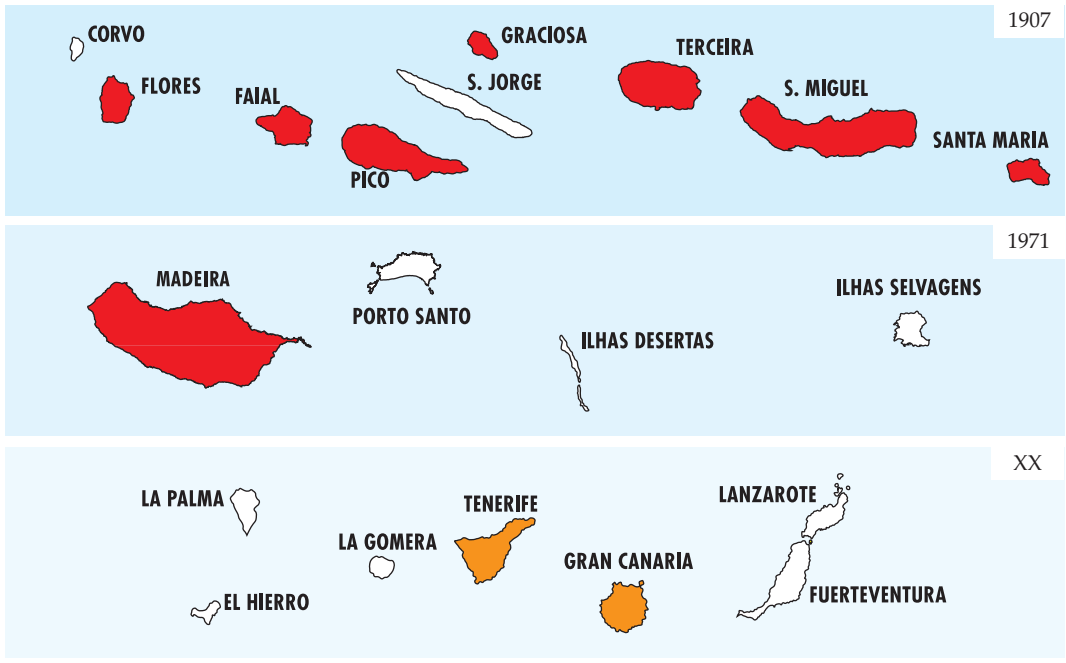 1907
CORVO
GRACIOSA
TERCEIRA
FLORES
FAIAL
S. JORGE
S. MIGUEL
SANTA MARIA
PICO
1971
MADEIRA
PORTO SANTO
ILHAS DESERTAS
ILHAS SELVAGENS
XX
LA PALMA
TENERIFE
LANZAROTE
LA GOMERA
GRAN CANARIA
EL HIERRO
FUERTEVENTURA